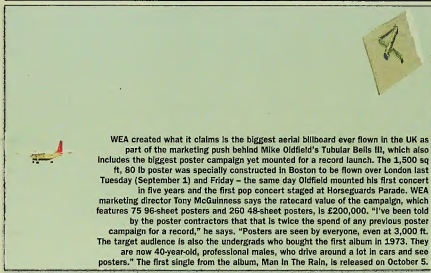 WEA created what it claims is the biggest aerial billboard ever flown in the UK as
part of the marketing push behind Mike Oldfield's Tubular Bells III, which also
includes the biggest poster campaign yet mounted for a record launch. The 1,500 sq
ft, 80 lb poster was specially constructed in Boston to be flown over London last
Tuesday (September 1) and Friday – the same day Oldfield mounted his first concert
in five years and the first pop concert staged at Horseguards Parade. WEA
marketing director Tony McGuinness says the ratecard value of the campaign, which
features 75 96-sheet posters and 260 48-sheet posters, is £200,000. "I've been told
by the poster contractors that that is twice the spend of any previous poster
campaign for a record," he says. "Posters are seen by everyone, even at 3,000 ft.
The target audience is also the undergrads who bought the first album in 1973. They
are now 40-year-old, professional males, who drive around a lot in cars and see
posters." The first single from the album, Man In The Rain, is released on October 5.